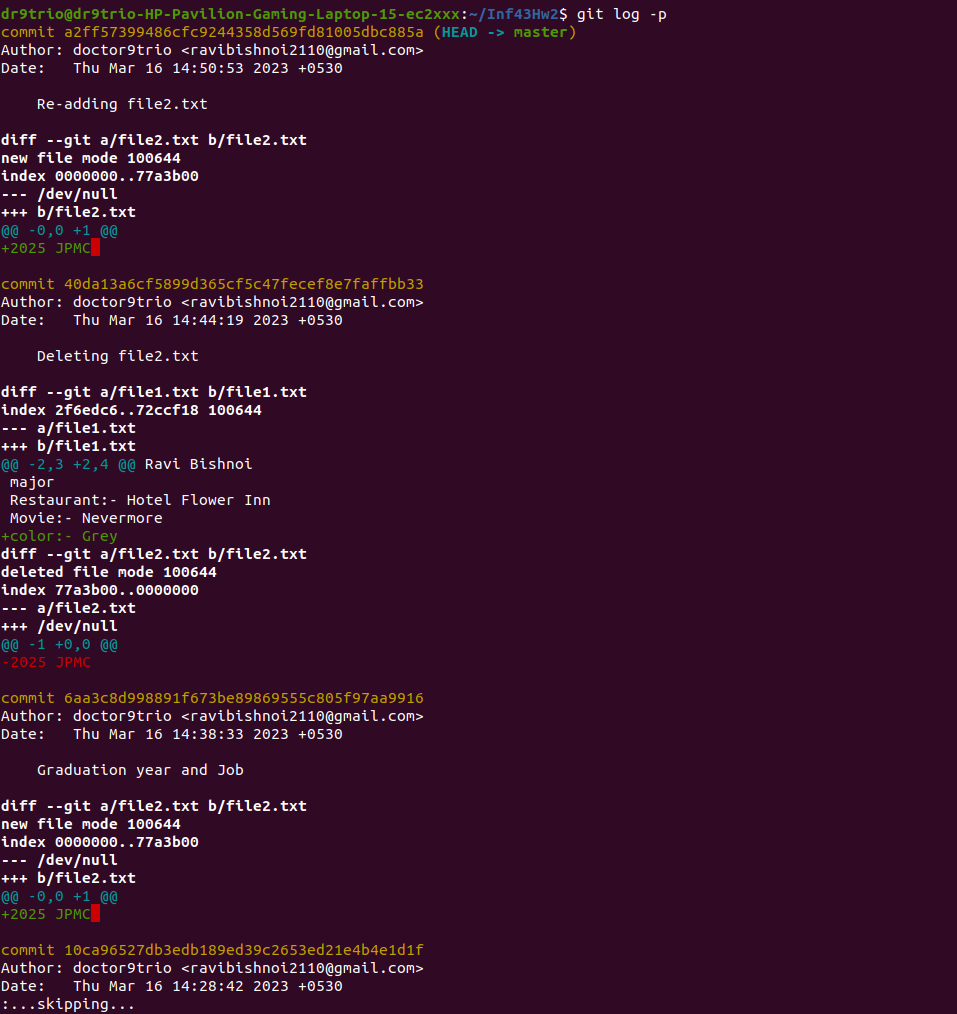 dr9trio@dr9trio-HP-Pavilion-Gaming-Laptop-15-ec2xxx:~/Inf43Hw2$ git log -p
commit a2ff57399486cfc9244358d569fd81005dbc885a (HEAD -> master)
Author: doctor9trio <ravibishnoi2110@gmail.com>
Date:   Thu Mar 16 14:50:53 2023 +0530

    Re-adding file2.txt

diff --git a/file2.txt b/file2.txt
new file mode 100644
index 0000000..77a3b00
--- /dev/null
+++ b/file2.txt
@@ -0,0 +1 @@
+2025 JPMC

commit 40da13a6cf5899d365cf5c47fecef8e7faffbb33
Author: doctor9trio <ravibishnoi2110@gmail.com>
Date:   Thu Mar 16 14:44:19 2023 +0530

    Deleting file2.txt

diff --git a/file1.txt b/file1.txt
index 2f6edc6..72ccf18 100644
--- a/file1.txt
+++ b/file1.txt
@@ -2,3 +2,4 @@ Ravi Bishnoi
 major
 Restaurant:- Hotel Flower Inn
 Movie:- Nevermore
+color:- Grey
diff --git a/file2.txt b/file2.txt
deleted file mode 100644
index 77a3b00..0000000
--- a/file2.txt
+++ /dev/null
@@ -1 +0,0 @@
-2025 JPMC

commit 6aa3c8d998891f673be89869555c805f97aa9916
Author: doctor9trio <ravibishnoi2110@gmail.com>
Date:   Thu Mar 16 14:38:33 2023 +0530

    Graduation year and Job

diff --git a/file2.txt b/file2.txt
new file mode 100644
index 0000000..77a3b00
--- /dev/null
+++ b/file2.txt
@@ -0,0 +1 @@
+2025 JPMC

commit 10ca96527db3edb189ed39c2653ed21e4b4e1d1f
Author: doctor9trio <ravibishnoi2110@gmail.com>
Date:   Thu Mar 16 14:28:42 2023 +0530
:...skipping...